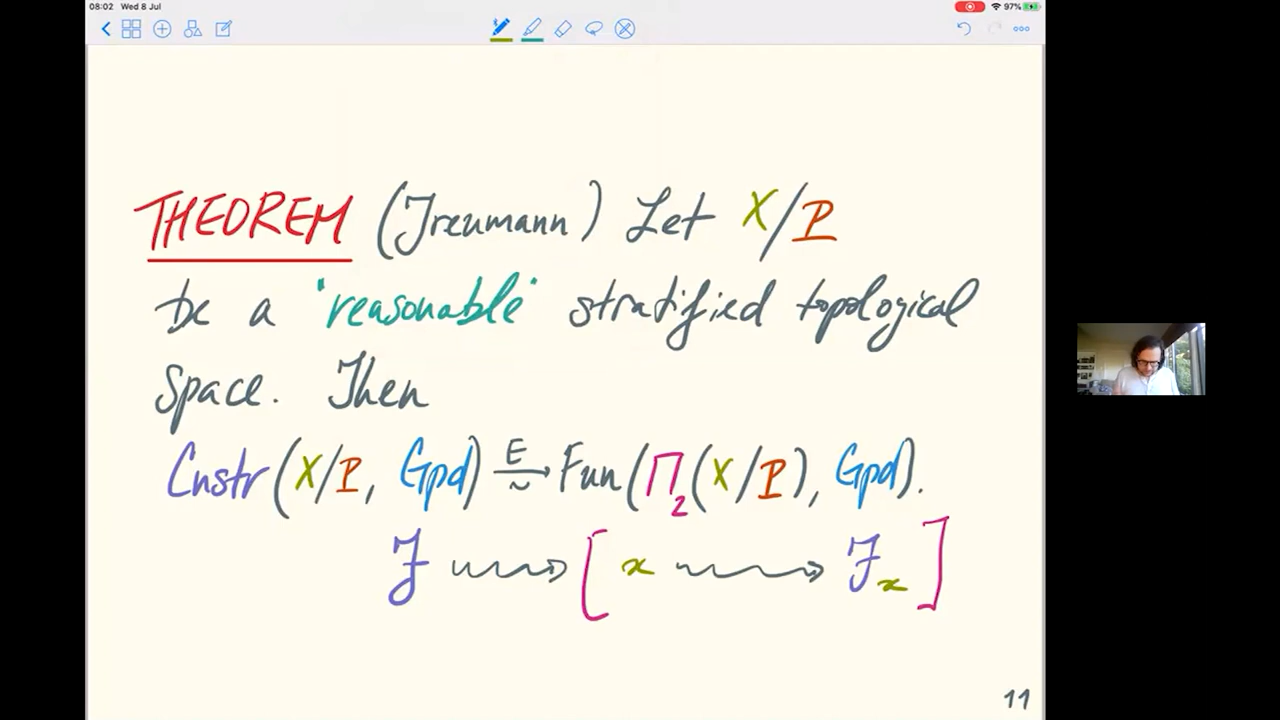 08:02 Wed 8 Jul
97%
THEOREM (Treumann) Let X/P
be a "reasonable" stratified topological
space. Then
Cnstr(X/P, Gpd) E→∼ Fun(Π₂(X/P), Gpd).
F ⇝ [ x ⇝ Fₓ ]
11